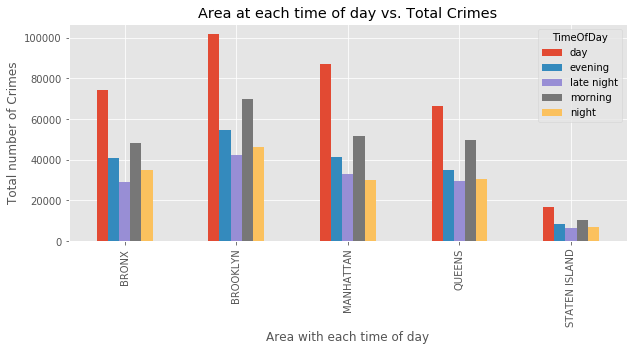 Area at each time of day vs. Total Crimes
Total number of Crimes
100000
80000
60000
40000
20000
0
TimeOfDay
day
evening
late night
morning
night
BRONX
BROOKLYN
MANHATTAN
QUEENS
STATEN ISLAND
Area with each time of day